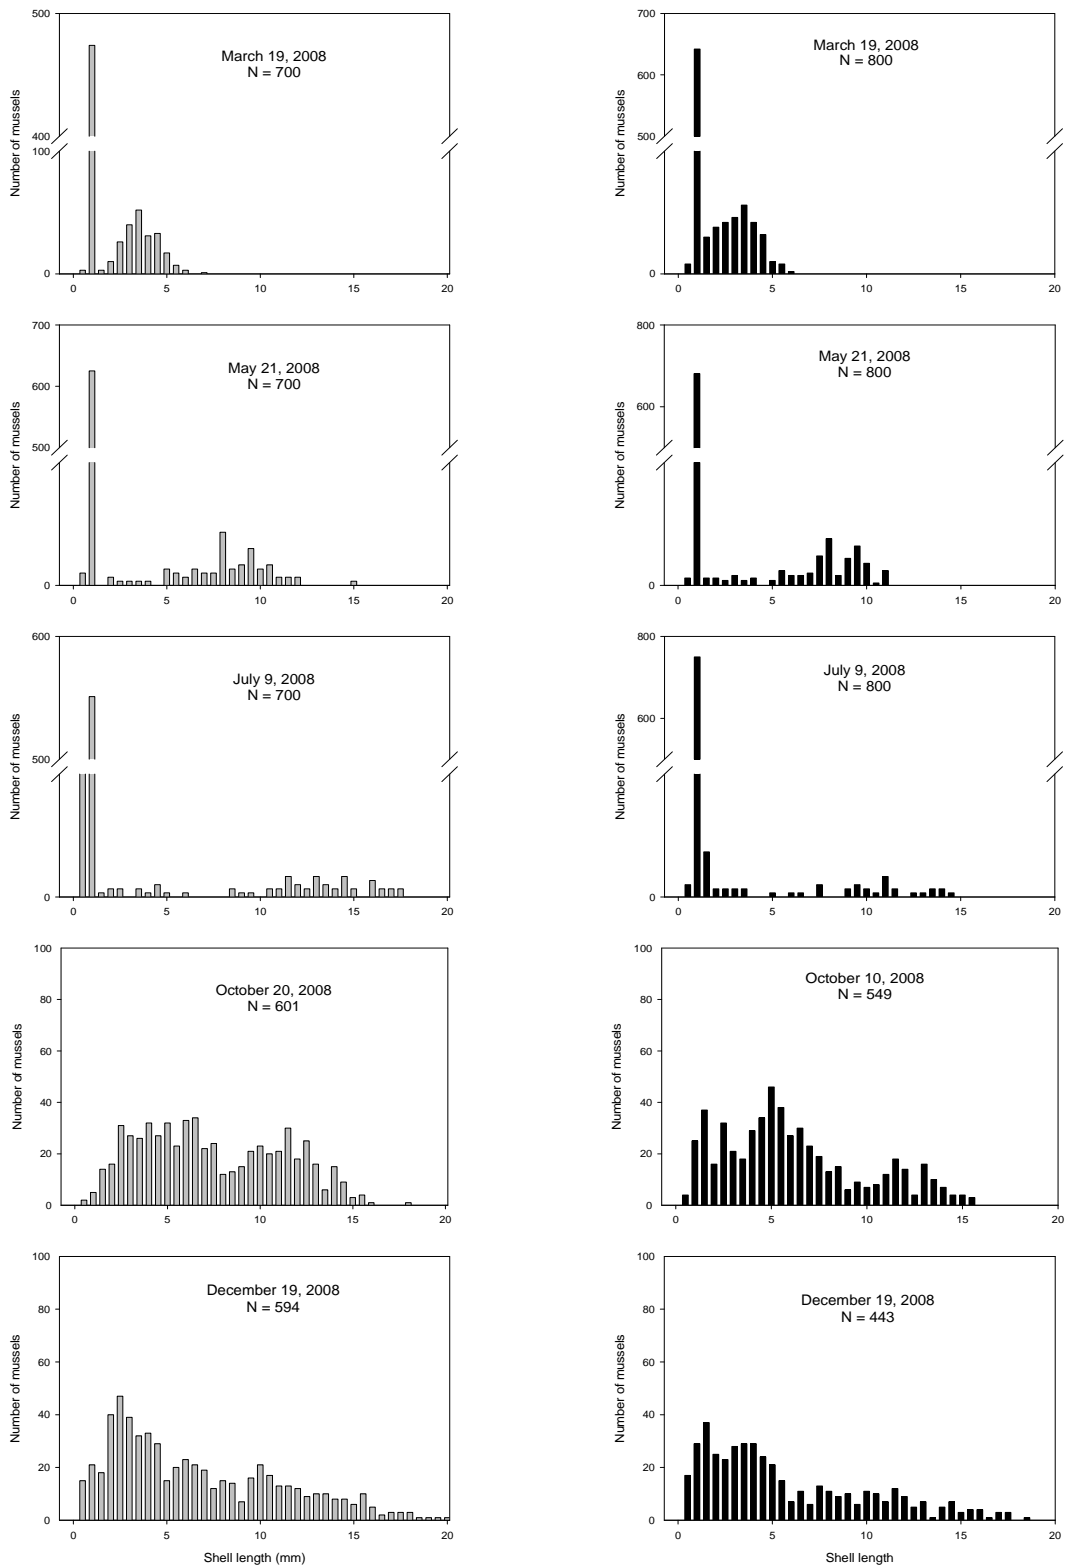 500
400
100
0
Number of mussels
March 19, 2008
N = 700
0
5
10
15
20
700
600
500
0
Number of mussels
March 19, 2008
N = 800
0
5
10
15
20
700
600
500
0
Number of mussels
May 21, 2008
N = 700
0
5
10
15
20
800
600
0
Number of mussels
May 21, 2008
N = 800
0
5
10
15
20
600
500
0
Number of mussels
July 9, 2008
N = 700
0
5
10
15
20
800
600
0
Number of mussels
July 9, 2008
N = 800
0
5
10
15
20
100
80
60
40
20
0
Number of mussels
October 20, 2008
N = 601
0
5
10
15
20
100
80
60
40
20
0
Number of mussels
October 10, 2008
N = 549
0
5
10
15
20
100
80
60
40
20
0
Number of mussels
December 19, 2008
N = 594
0
5
10
15
20
Shell length (mm)
100
80
60
40
20
0
Number of mussels
December 19, 2008
N = 443
0
5
10
15
20
Shell length